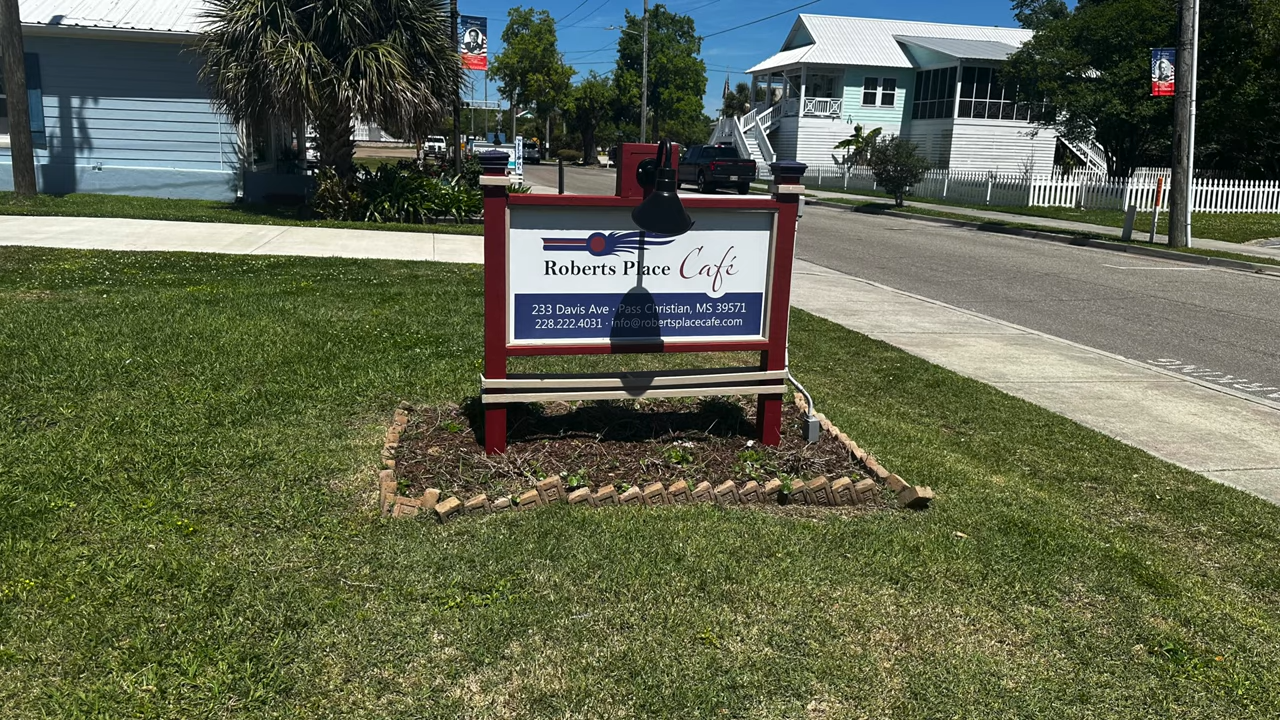 Roberts Place Café
233 Davis Ave · Pass Christian, MS 39571
228.222.4031 · info@robertsplacecafe.com